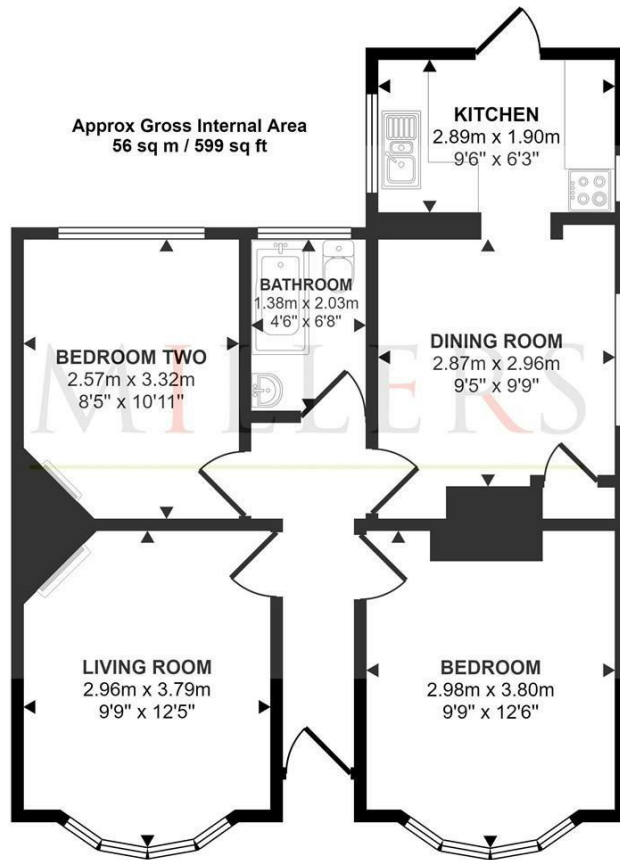 Approx Gross Internal Area
56 sq m / 599 sq ft
KITCHEN
2.89m x 1.90m
9'6" x 6'3"
BATHROOM
1.38m x 2.03m
4'6" x 6'8"
BEDROOM TWO
2.57m x 3.32m
8'5" x 10'11"
DINING ROOM
2.87m x 2.96m
9'5" x 9'9"
MILLERS
LIVING ROOM
2.96m x 3.79m
9'9" x 12'5"
BEDROOM
2.98m x 3.80m
9'9" x 12'6"